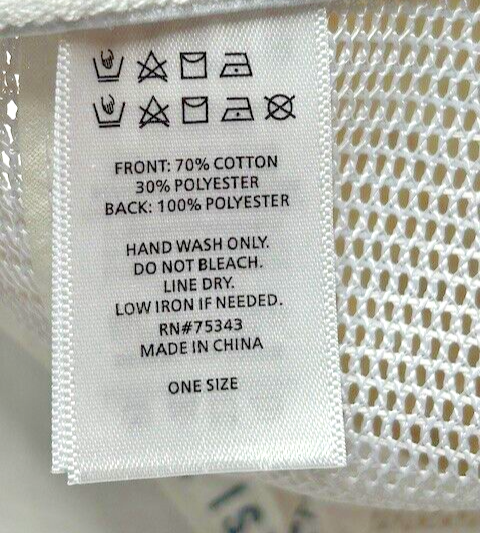 FRONT: 70% COTTON
30% POLYESTER
BACK: 100% POLYESTER
HAND WASH ONLY.
DO NOT BLEACH.
LINE DRY.
LOW IRON IF NEEDED.
RN#75343
MADE IN CHINA
ONE SIZE